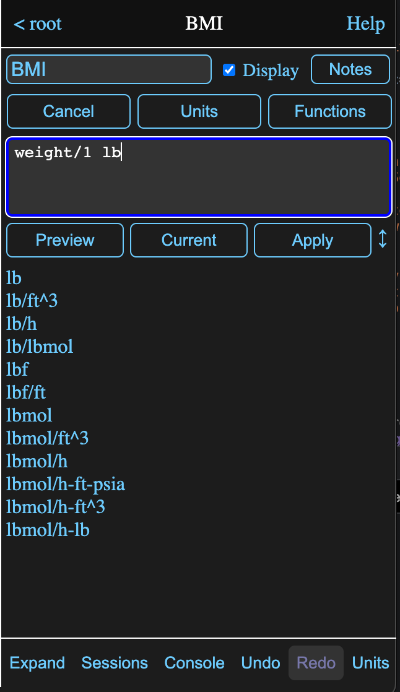 < root BMI Help
BMI Display Notes
Cancel Units Functions
weight/1 lb
Preview Current Apply ↕
lb
lb/ft^3
lb/h
lb/lbmol
lbf
lbf/ft
lbmol
lbmol/ft^3
lbmol/h
lbmol/h-ft-psia
lbmol/h-ft^3
lbmol/h-lb
Expand Sessions Console Undo Redo Units